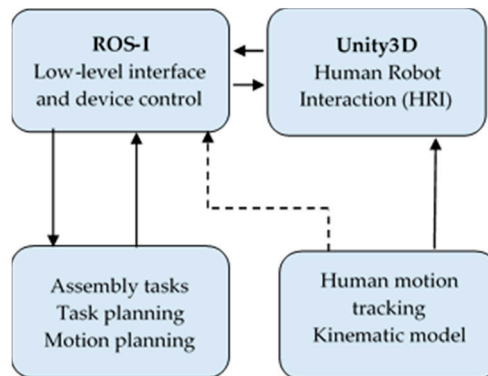 ROS-I
Low-level interface
and device control
Unity3D
Human Robot
Interaction (HRI)
Assembly tasks
Task planning
Motion planning
Human motion
tracking
Kinematic model